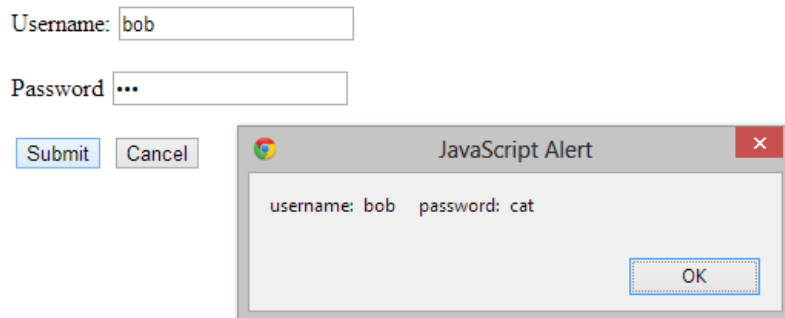 Username: bob
Password •••
Submit Cancel
JavaScript Alert
username: bob password: cat
OK